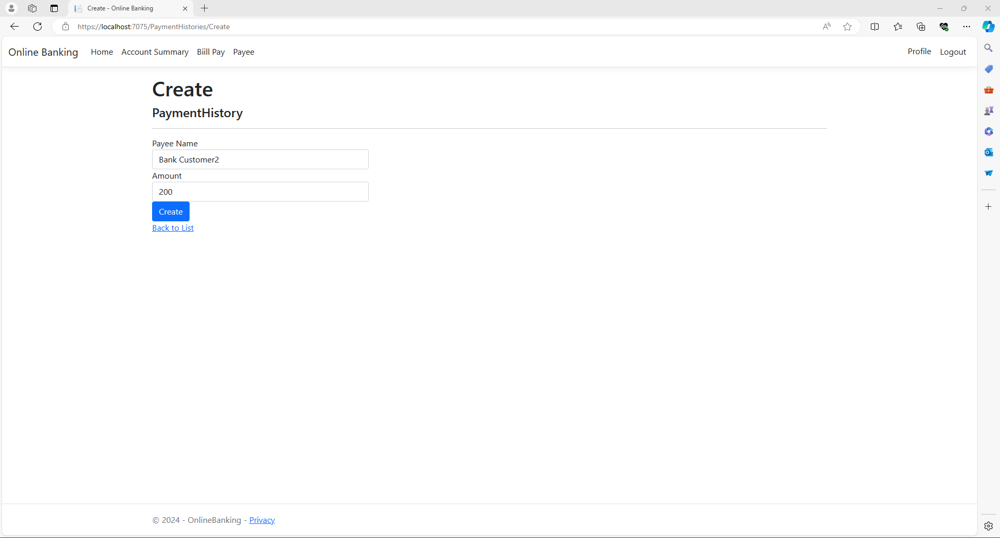 Create - Online Banking
https://localhost:7075/PaymentHistories/Create
Online Banking Home Account Summary Biill Pay Payee Profile Logout
Create
PaymentHistory
Payee Name
Bank Customer2
Amount
200
Create
Back to List
© 2024 - OnlineBanking - Privacy